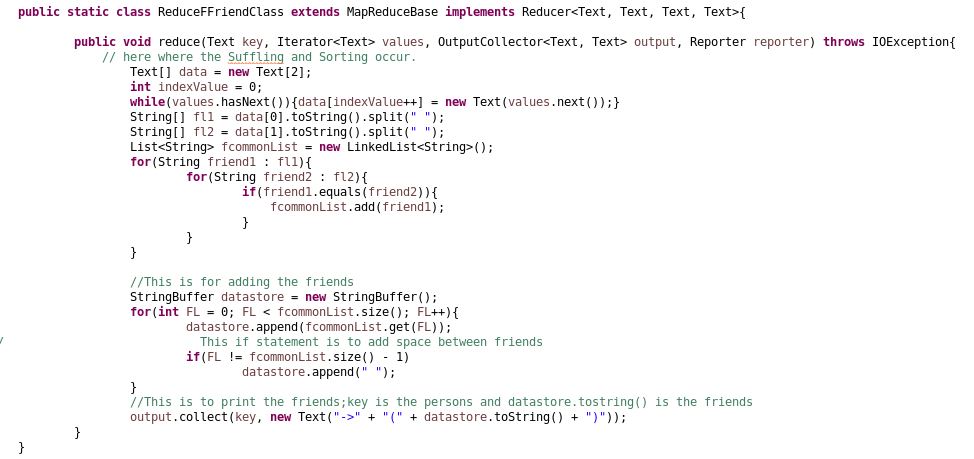 public static class ReduceFFriendClass extends MapReduceBase implements Reducer<Text, Text, Text, Text>{
public void reduce(Text key, Iterator<Text> values, OutputCollector<Text, Text> output, Reporter reporter) throws IOException{
// here where the Suffling and Sorting occur.
Text[] data = new Text[2];
int indexValue = 0;
while(values.hasNext()){data[indexValue++] = new Text(values.next());}
String[] fl1 = data[0].toString().split(" ");
String[] fl2 = data[1].toString().split(" ");
List<String> fcommonList = new LinkedList<String>();
for(String friend1 : fl1){
for(String friend2 : fl2){
if(friend1.equals(friend2)){
fcommonList.add(friend1);
}
}
}
//This is for adding the friends
StringBuffer datastore = new StringBuffer();
for(int FL = 0; FL < fcommonList.size(); FL++){
datastore.append(fcommonList.get(FL));
/ This if statement is to add space between friends
if(FL != fcommonList.size() - 1)
datastore.append(" ");
}
//This is to print the friends;key is the persons and datastore.tostring() is the friends
output.collect(key, new Text("->" + "(" + datastore.toString() + ")"));
}
}